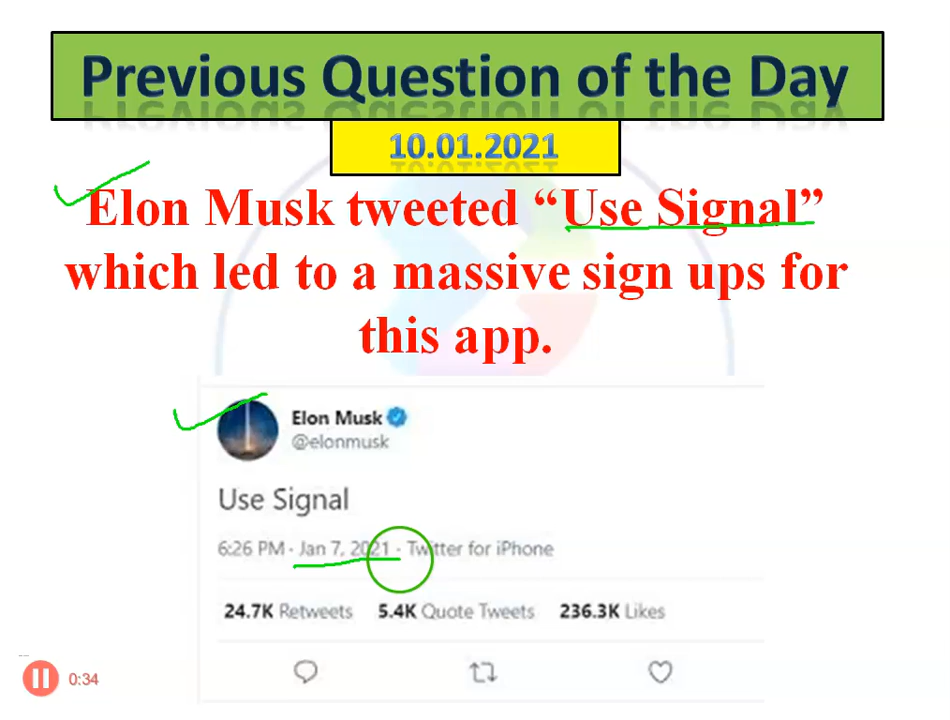 Previous Question of the Day
10.01.2021
Elon Musk tweeted “Use Signal”
which led to a massive sign ups for
this app.
Elon Musk
@elonmusk
Use Signal
6:26 PM · Jan 7, 2021 · Twitter for iPhone
24.7K Retweets 5.4K Quote Tweets 236.3K Likes
0:34